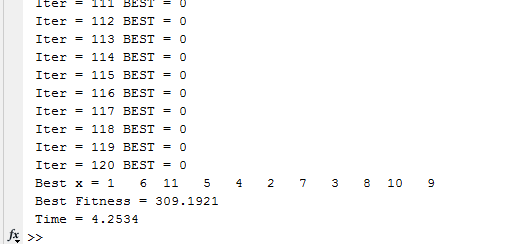 Iter = 111 BEST = 0
Iter = 112 BEST = 0
Iter = 113 BEST = 0
Iter = 114 BEST = 0
Iter = 115 BEST = 0
Iter = 116 BEST = 0
Iter = 117 BEST = 0
Iter = 118 BEST = 0
Iter = 119 BEST = 0
Iter = 120 BEST = 0
Best x = 1 6 11 5 4 2 7 3 8 10 9
Best Fitness = 309.1921
Time = 4.2534
fx >>